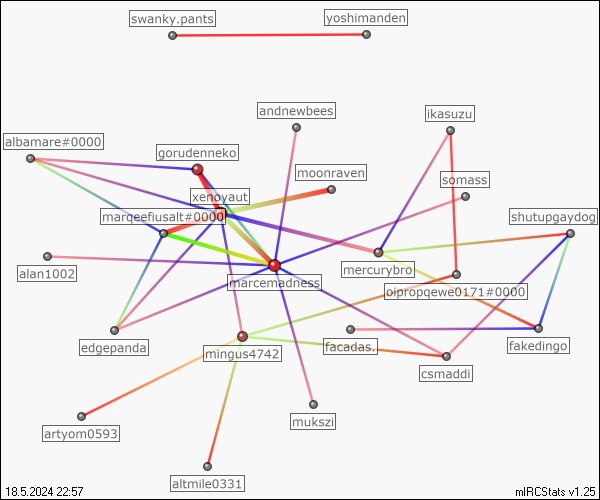 swanky.pants
yoshimanden
andnewbees
ikasuzu
albamare#0000
gorudenneko
moonraven
somass
xenoyaut
marqeefiusalt#0000
shutupgaydog
mercurybro
alan1002
marcemadness
oipropqewe0171#0000
edgepanda
mingus4742
facadas.
fakedingo
csmaddi
mukszi
artyom0593
altmile0331
18.5.2024 22:57
mIRCStats v1.25